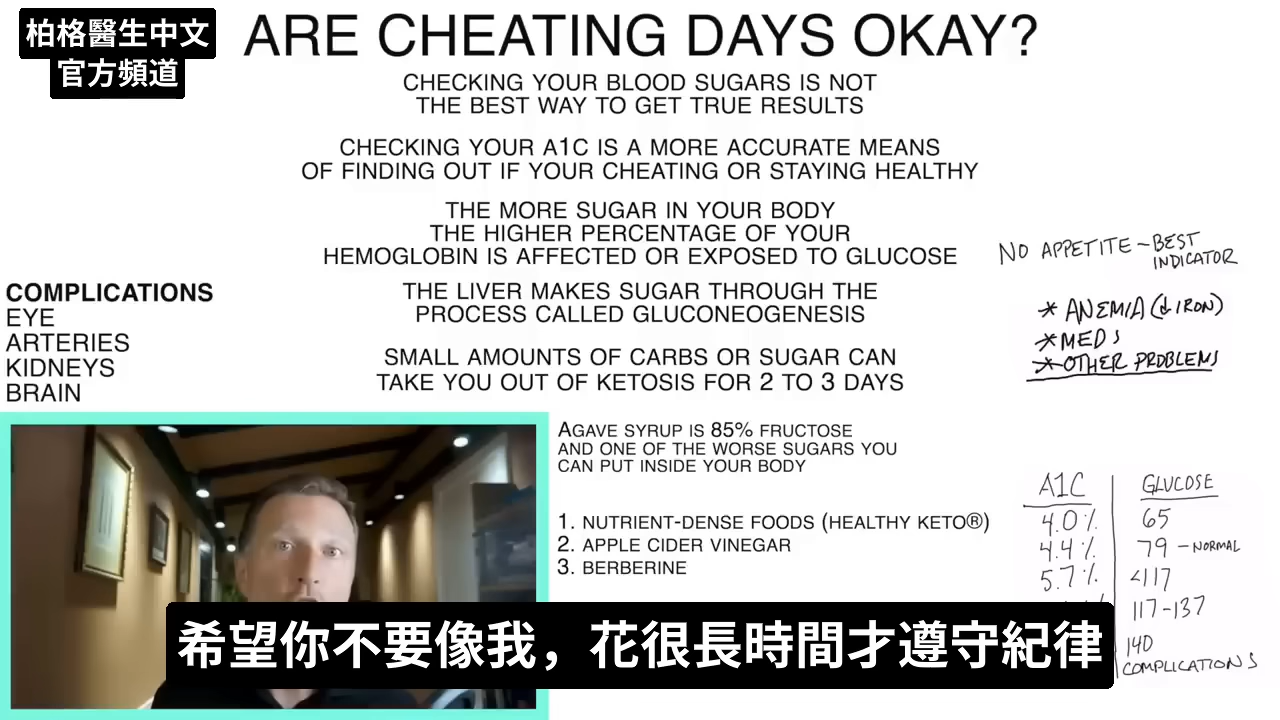 柏格醫生中文
官方頻道
ARE CHEATING DAYS OKAY?
CHECKING YOUR BLOOD SUGARS IS NOT
THE BEST WAY TO GET TRUE RESULTS
CHECKING YOUR A1C IS A MORE ACCURATE MEANS
OF FINDING OUT IF YOUR CHEATING OR STAYING HEALTHY
THE MORE SUGAR IN YOUR BODY
THE HIGHER PERCENTAGE OF YOUR
HEMOGLOBIN IS AFFECTED OR EXPOSED TO GLUCOSE
THE LIVER MAKES SUGAR THROUGH THE
PROCESS CALLED GLUCONEOGENESIS
SMALL AMOUNTS OF CARBS OR SUGAR CAN
TAKE YOU OUT OF KETOSIS FOR 2 TO 3 DAYS
COMPLICATIONS
EYE
ARTERIES
KIDNEYS
BRAIN
NO APPETITE - BEST
INDICATOR
* ANEMIA (↓ IRON)
* MEDS
* OTHER PROBLEMS
AGAVE SYRUP IS 85% FRUCTOSE
AND ONE OF THE WORSE SUGARS YOU
CAN PUT INSIDE YOUR BODY
1. NUTRIENT-DENSE FOODS (HEALTHY KETO®)
2. APPLE CIDER VINEGAR
3. BERBERINE
A1C GLUCOSE
4.0% 65
4.4% 79 - NORMAL
5.7% <117
117-137
140
COMPLICATIONS
希望你不要像我，花很長時間才遵守紀律